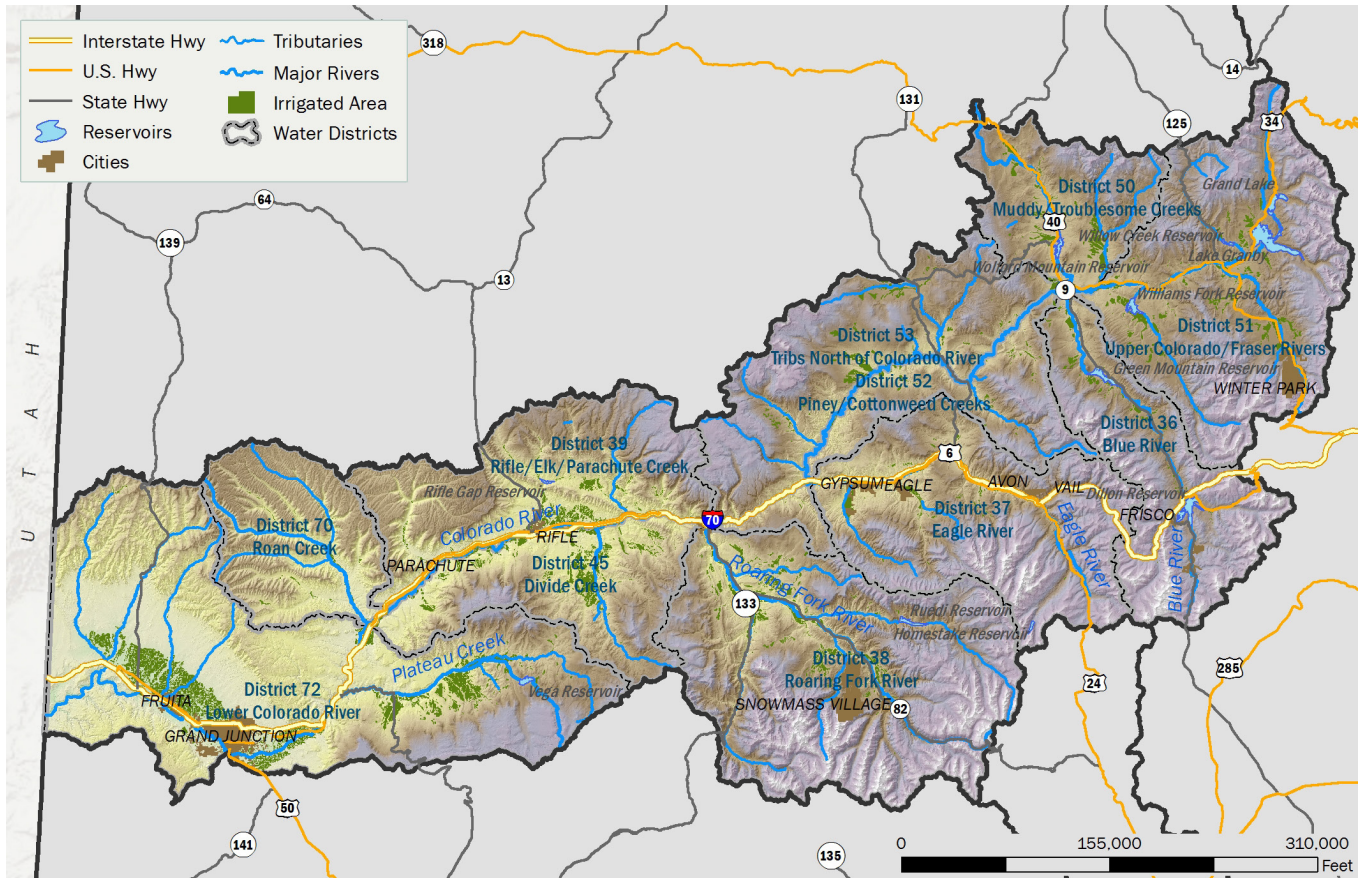 Interstate Hwy
U.S. Hwy
State Hwy
Reservoirs
Cities
Tributaries
Major Rivers
Irrigated Area
Water Districts
318
14
131
125
34
64
139
13
UTAH
District 50
Muddy/Troublesome Creeks
Grand Lake
40
Willow Creek Reservoir
Lake Granby
Wolford Mountain Reservoir
9
Williams Fork Reservoir
District 51
Upper Colorado/Fraser Rivers
Green Mountain Reservoir
WINTER PARK
District 53
Tribs North of Colorado River
District 52
Piney/Cottonweed Creeks
District 36
Blue River
District 39
Rifle/Elk/Parachute Creek
Rifle Gap Reservoir
6
GYPSUM
EAGLE
AVON
VAIL
Dillon Reservoir
FRISCO
District 37
Eagle River
Eagle River
Blue River
70
Colorado River
RIFLE
PARACHUTE
District 70
Roan Creek
District 45
Divide Creek
Roaring Fork River
133
Ruedi Reservoir
Homestake Reservoir
Plateau Creek
Vega Reservoir
District 38
Roaring Fork River
SNOWMASS VILLAGE
82
24
285
District 72
Lower Colorado River
FRUITA
GRAND JUNCTION
50
141
135
0
155,000
310,000
Feet